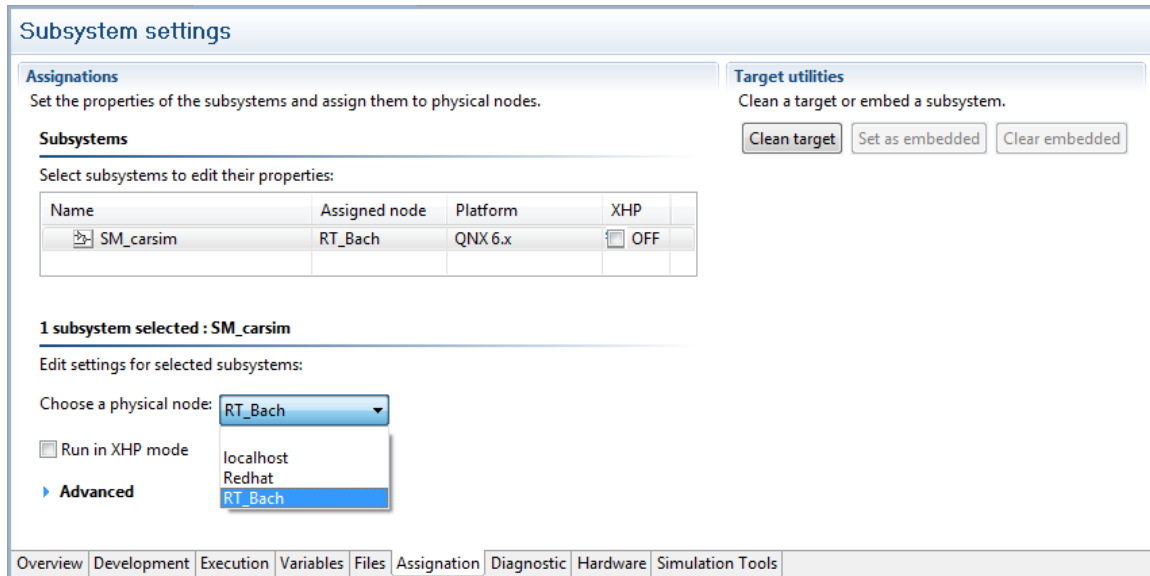 Subsystem settings
Assignations
Set the properties of the subsystems and assign them to physical nodes.
Subsystems
Select subsystems to edit their properties:
Name Assigned node Platform XHP
SM_carsim RT_Bach QNX 6.x OFF
1 subsystem selected : SM_carsim
Edit settings for selected subsystems:
Choose a physical node: RT_Bach
localhost
Redhat
RT_Bach
Run in XHP mode
Advanced
Target utilities
Clean a target or embed a subsystem.
Clean target Set as embedded Clear embedded
Overview Development Execution Variables Files Assignation Diagnostic Hardware Simulation Tools